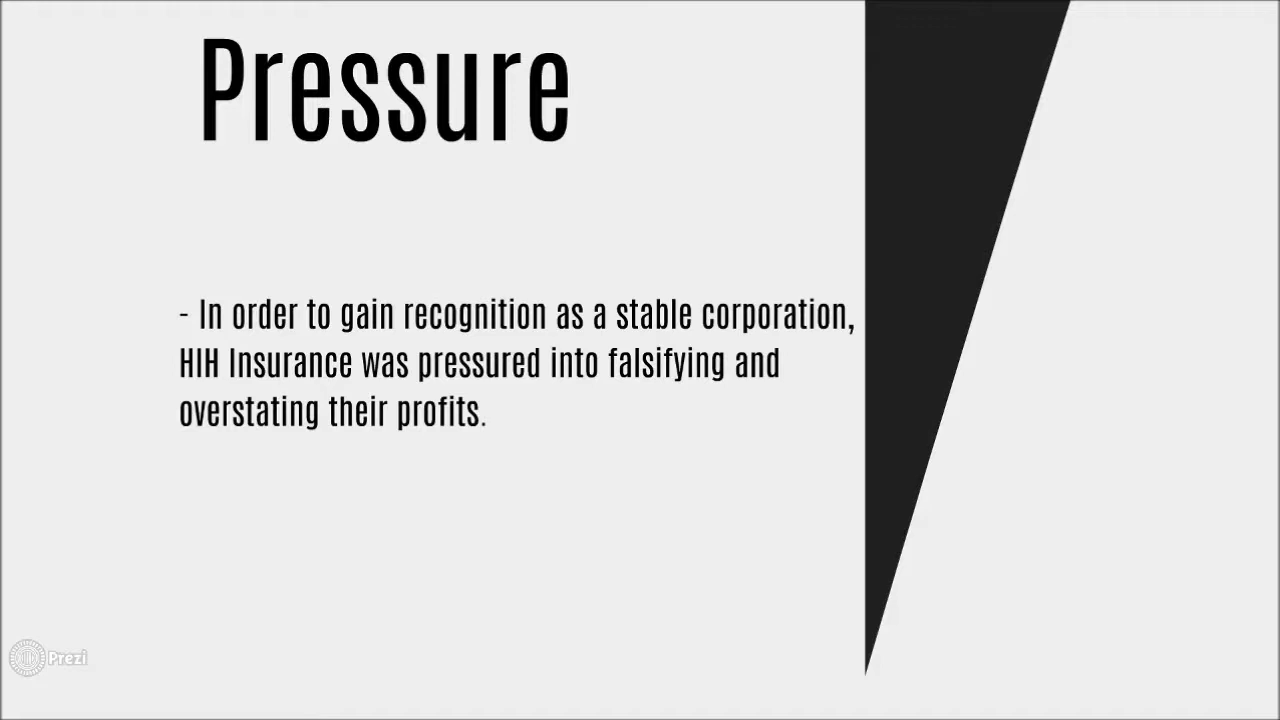 Pressure
- In order to gain recognition as a stable corporation,
HIH Insurance was pressured into falsifying and
overstating their profits.
Prezi